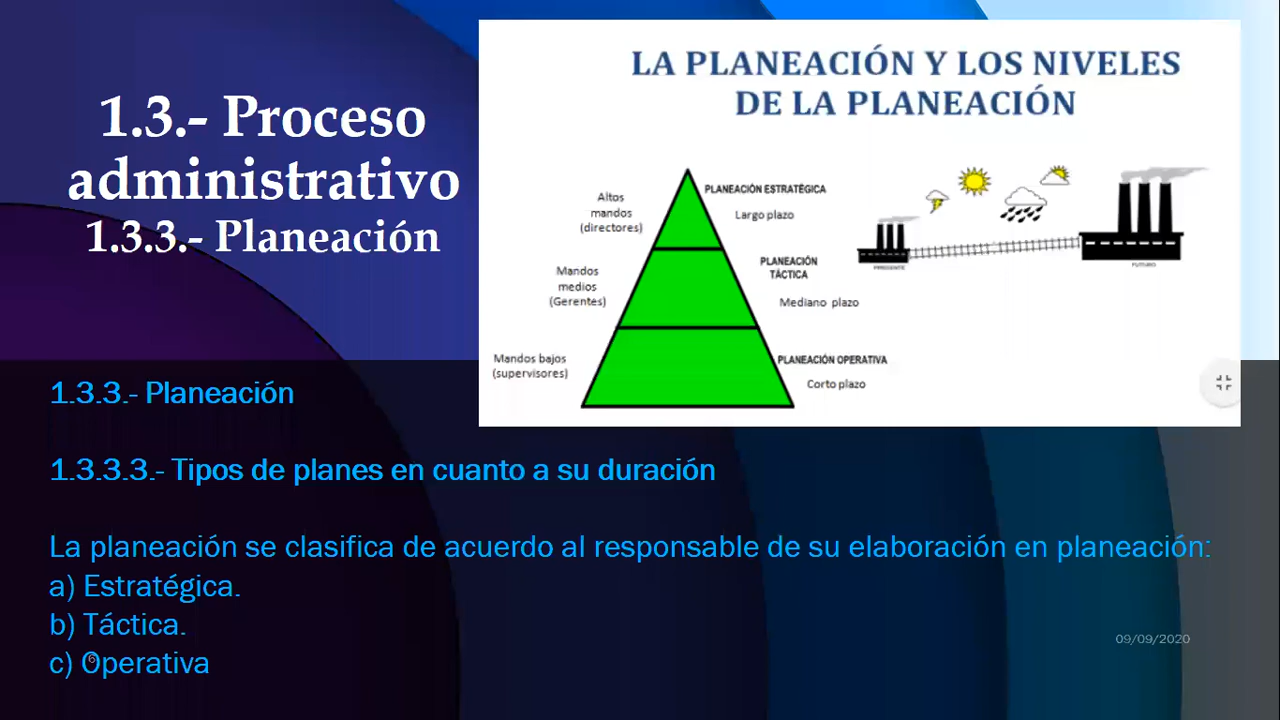 1.3.- Proceso
administrativo
1.3.3.- Planeación
LA PLANEACIÓN Y LOS NIVELES
DE LA PLANEACIÓN
Altos
mandos
(directores)
PLANEACIÓN ESTRATÉGICA
Largo plazo
Mandos
medios
(Gerentes)
PLANEACIÓN
TÁCTICA
Mediano plazo
Mandos bajos
(supervisores)
PLANEACIÓN OPERATIVA
Corto plazo
PRESENTE
FUTURO
1.3.3.- Planeación
1.3.3.3.- Tipos de planes en cuanto a su duración
La planeación se clasifica de acuerdo al responsable de su elaboración en planeación:
a) Estratégica.
b) Táctica.
c) Operativa
09/09/2020